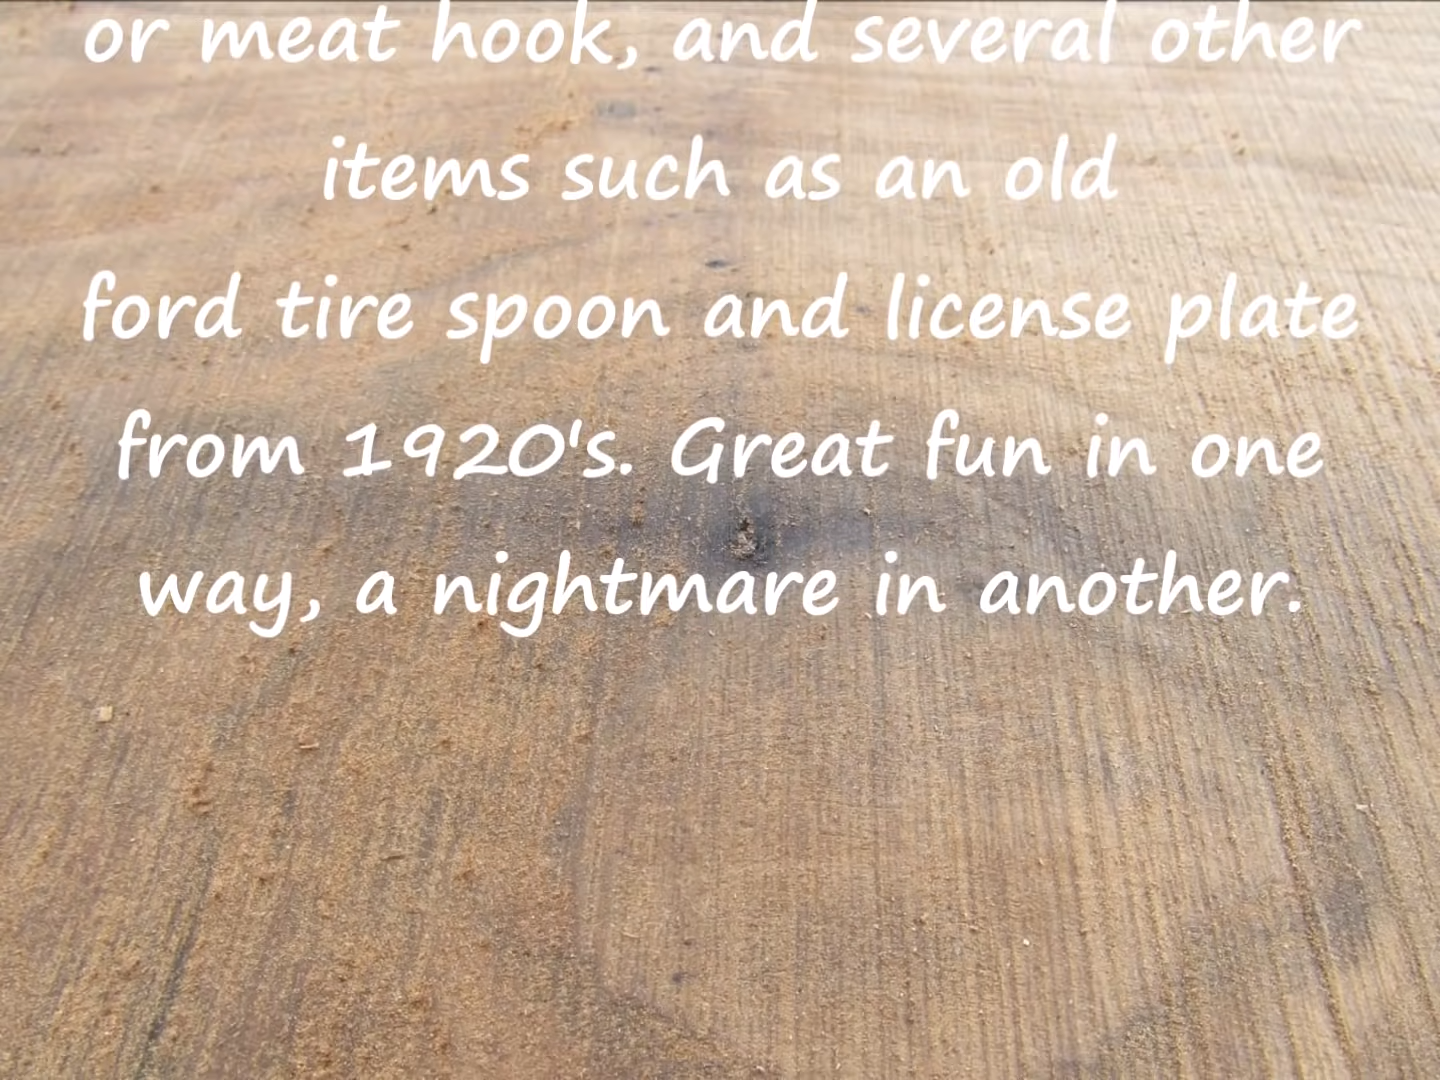 or meat hook, and several other
items such as an old
ford tire spoon and license plate
from 1920's. Great fun in one
way, a nightmare in another.